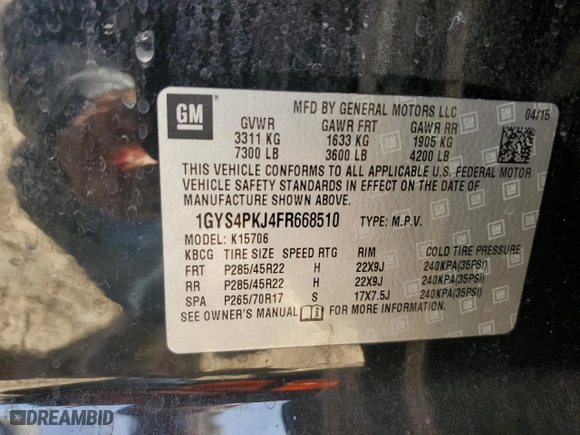 GM
MFD BY GENERAL MOTORS LLC 04/15
GVWR GAWR FRT GAWR RR
3311 KG 1633 KG 1905 KG
7300 LB 3600 LB 4200 LB
THIS VEHICLE CONFORMS TO ALL APPLICABLE U.S. FEDERAL MOTOR
VEHICLE SAFETY STANDARDS IN EFFECT ON THE DATE OF
MANUFACTURE SHOWN ABOVE.
1GYS4PKJ4FR668510 TYPE: M.P.V.
MODEL: K15706
KBCG TIRE SIZE SPEED RTG RIM COLD TIRE PRESSURE
FRT P285/45R22 H 22X9J 240KPA(35PSI)
RR P285/45R22 H 22X9J 240KPA(35PSI)
SPA P265/70R17 S 17X7.5J 240KPA(35PSI)
SEE OWNER'S MANUAL FOR MORE INFORMATION.
DREAMBID